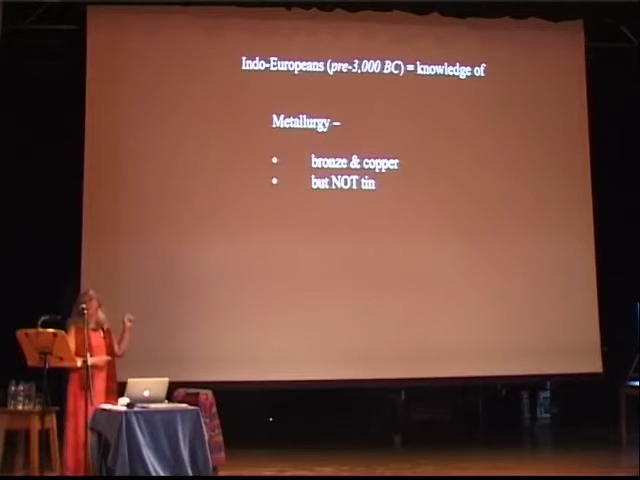 Indo-Europeans (pre-3,000 BC) = knowledge of
Metallurgy –
• bronze & copper
• but NOT tin